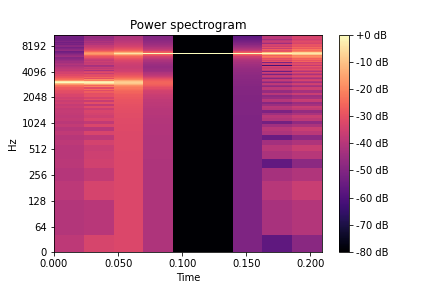 Power spectrogram
Hz
8192
4096
2048
1024
512
256
128
64
0
0.000
0.050
0.100
0.150
0.200
Time
+0 dB
-10 dB
-20 dB
-30 dB
-40 dB
-50 dB
-60 dB
-70 dB
-80 dB